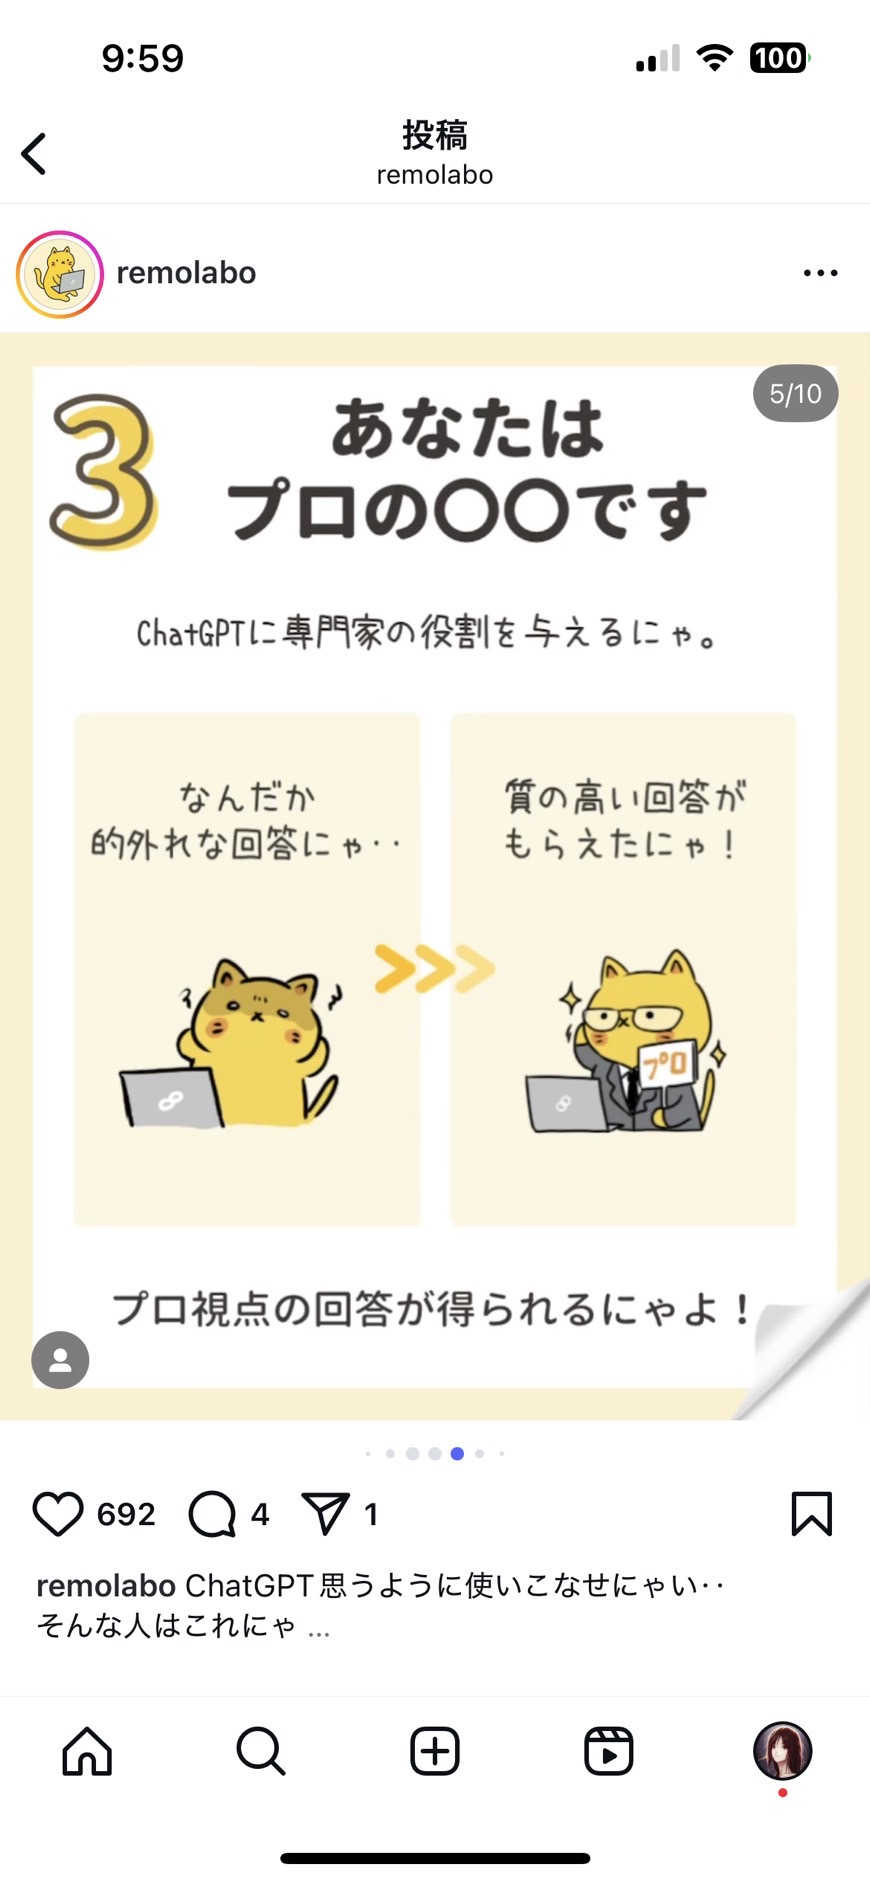 9:59
100
投稿
remolabo
remolabo
5/10
3
あなたは
プロの〇〇です
ChatGPTに専門家の役割を与えるにゃ。
なんだか
的外れな回答にゃ‥
質の高い回答が
もらえたにゃ！
プロ
プロ視点の回答が得られるにゃよ！
692
4
1
remolabo ChatGPT思うように使いこなせにゃい‥
そんな人はこれにゃ ...